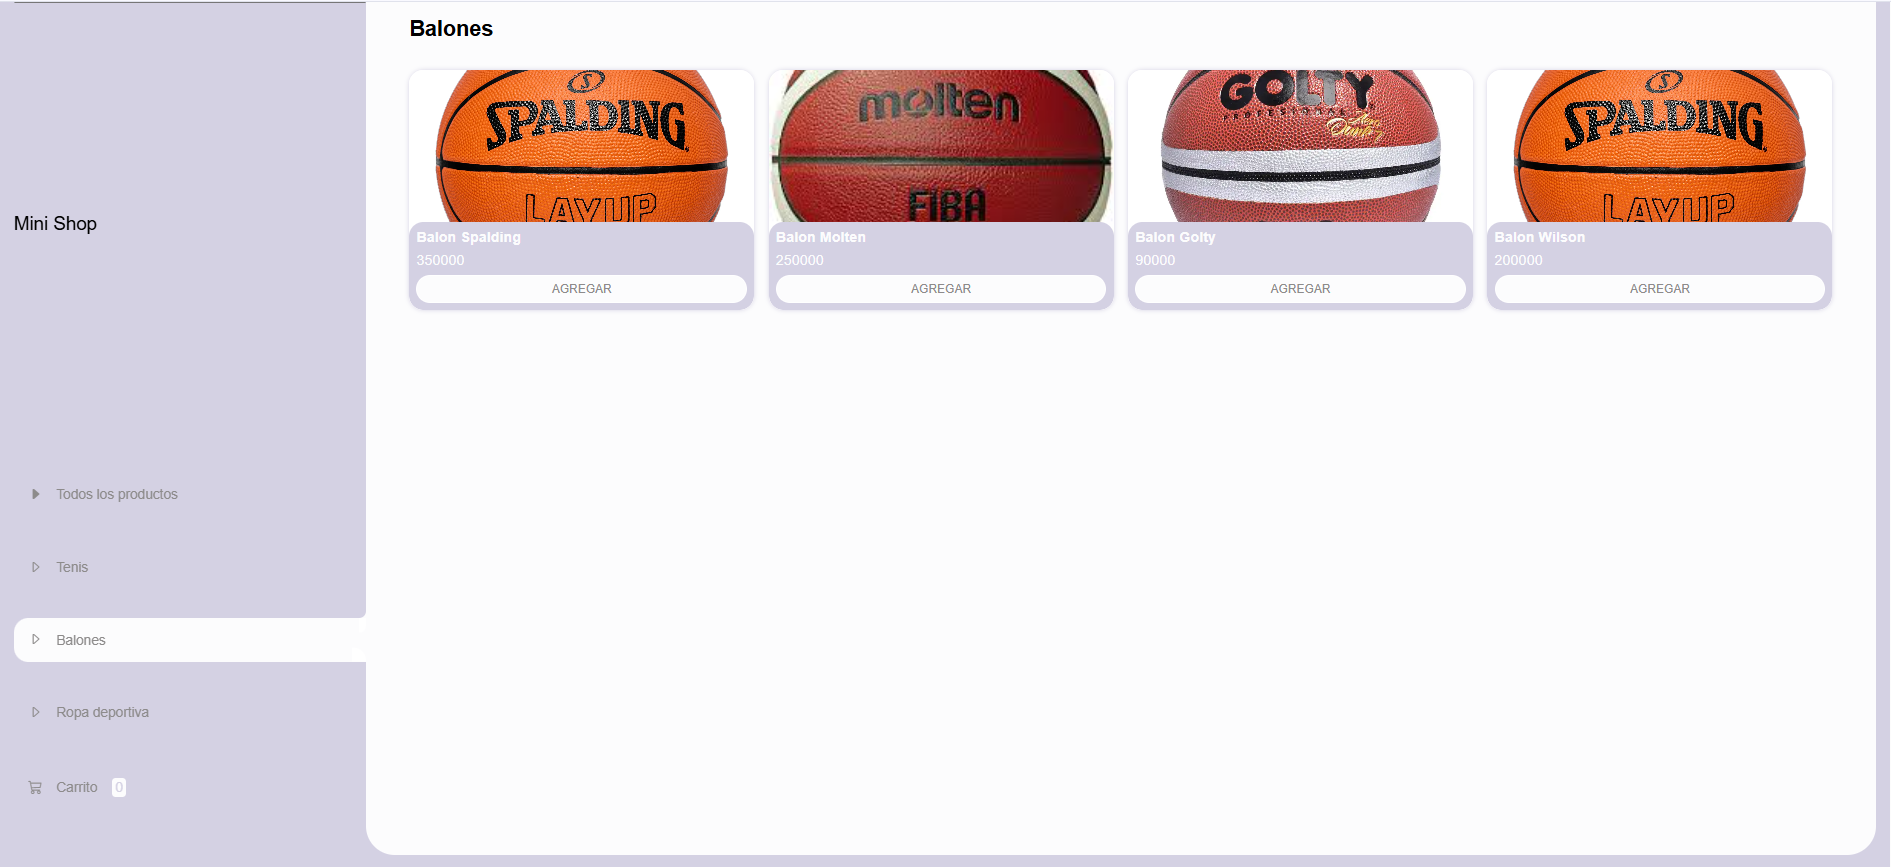 Mini Shop
Todos los productos
Tenis
Balones
Ropa deportiva
Carrito 0
Balones
SPALDING
LAYUP
Balon Spalding
350000
AGREGAR
molten
FIBA
Balon Molten
250000
AGREGAR
GOLTY
PROFESIONAL
Balon Golty
90000
AGREGAR
SPALDING
LAYUP
Balon Wilson
200000
AGREGAR